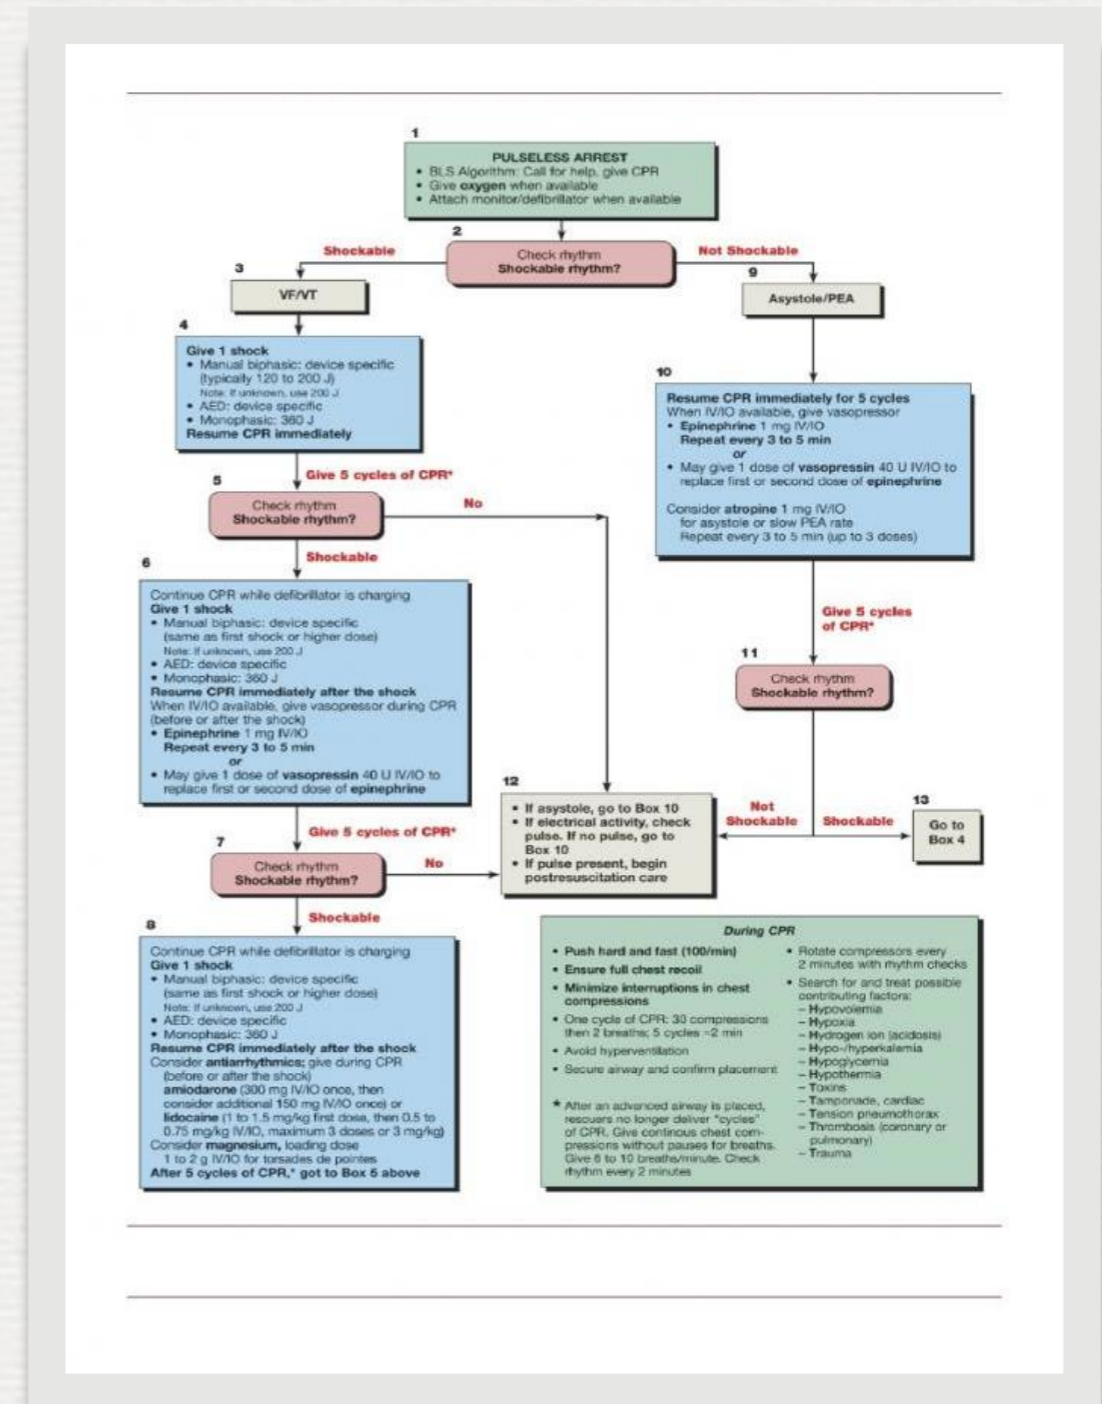 1
PULSELESS ARREST
• BLS Algorithm: Call for help, give CPR
• Give oxygen when available
• Attach monitor/defibrillator when available
2
Check rhythm
Shockable rhythm?
Shockable
Not Shockable
3
VF/VT
9
Asystole/PEA
4
Give 1 shock
• Manual biphasic: device specific
(typically 120 to 200 J)
Note: If unknown, use 200 J
• AED: device specific
• Monophasic: 360 J
Resume CPR immediately
10
Resume CPR immediately for 5 cycles
When IV/IO available, give vasopressor
• Epinephrine 1 mg IV/IO
Repeat every 3 to 5 min
or
• May give 1 dose of vasopressin 40 U IV/IO to
replace first or second dose of epinephrine
Consider atropine 1 mg IV/IO
for asystole or slow PEA rate
Repeat every 3 to 5 min (up to 3 doses)
Give 5 cycles of CPR*
5
Check rhythm
Shockable rhythm?
No
Shockable
6
Continue CPR while defibrillator is charging
Give 1 shock
• Manual biphasic: device specific
(same as first shock or higher dose)
Note: If unknown, use 200 J
• AED: device specific
• Monophasic: 360 J
Resume CPR immediately after the shock
When IV/IO available, give vasopressor during CPR
(before or after the shock)
• Epinephrine 1 mg IV/IO
Repeat every 3 to 5 min
or
• May give 1 dose of vasopressin 40 U IV/IO to
replace first or second dose of epinephrine
Give 5 cycles
of CPR*
11
Check rhythm
Shockable rhythm?
12
• If asystole, go to Box 10
• If electrical activity, check
pulse. If no pulse, go to
Box 10
• If pulse present, begin
postresuscitation care
Not
Shockable
Shockable
13
Go to
Box 4
Give 5 cycles of CPR*
7
Check rhythm
Shockable rhythm?
No
Shockable
8
Continue CPR while defibrillator is charging
Give 1 shock
• Manual biphasic: device specific
(same as first shock or higher dose)
Note: If unknown, use 200 J
• AED: device specific
• Monophasic: 360 J
Resume CPR immediately after the shock
Consider antiarrhythmics; give during CPR
(before or after the shock)
amiodarone (300 mg IV/IO once, then
consider additional 150 mg IV/IO once) or
lidocaine (1 to 1.5 mg/kg first dose, then 0.5 to
0.75 mg/kg IV/IO, maximum 3 doses or 3 mg/kg)
Consider magnesium, loading dose
1 to 2 g IV/IO for torsades de pointes
After 5 cycles of CPR,* got to Box 5 above
During CPR
• Push hard and fast (100/min)
• Ensure full chest recoil
• Minimize interruptions in chest
compressions
• One cycle of CPR: 30 compressions
then 2 breaths; 5 cycles ≈2 min
• Avoid hyperventilation
• Secure airway and confirm placement
* After an advanced airway is placed,
rescuers no longer deliver "cycles"
of CPR. Give continous chest com-
pressions without pauses for breaths.
Give 8 to 10 breaths/minute. Check
rhythm every 2 minutes
• Rotate compressors every
2 minutes with rhythm checks
• Search for and treat possible
contributing factors:
– Hypovolemia
– Hypoxia
– Hydrogen ion (acidosis)
– Hypo-/hyperkalemia
– Hypoglycemia
– Hypothermia
– Toxins
– Tamponade, cardiac
– Tension pneumothorax
– Thrombosis (coronary or
pulmonary)
– Trauma